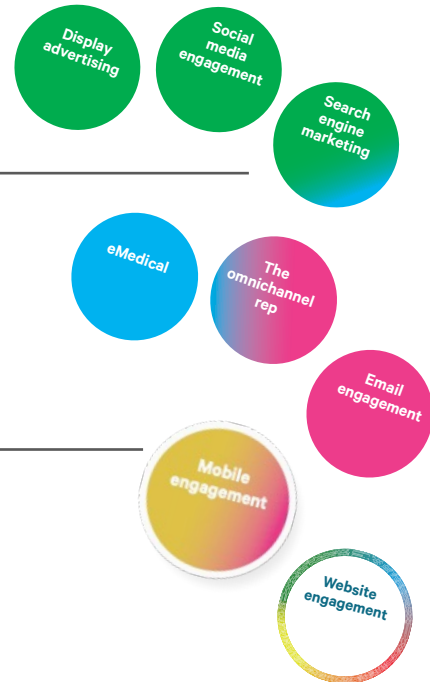 Display
advertising
Social
media
engagement
Search
engine
marketing
eMedical
The
omnichannel
rep
Email
engagement
Mobile
engagement
Website
engagement